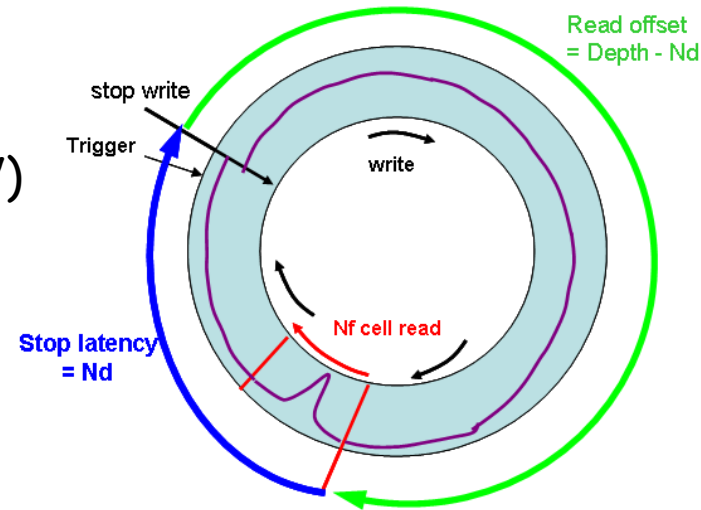 Read offset
= Depth - Nd
stop write
Trigger
write
)
Nf cell read
Stop latency
= Nd